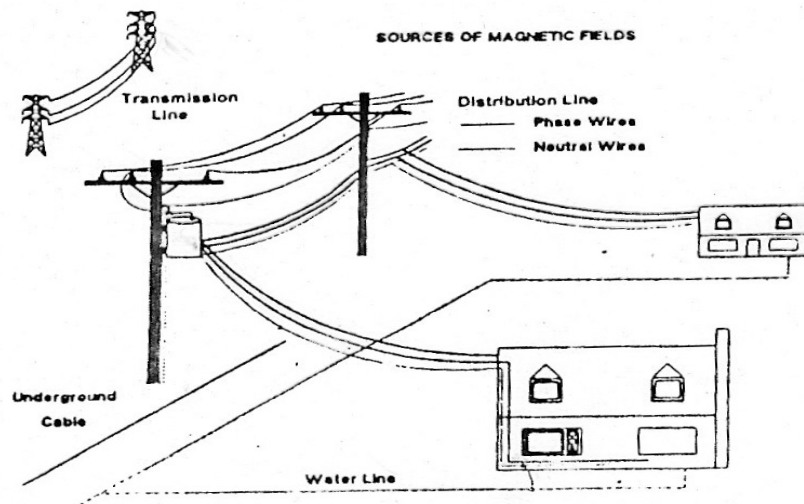 SOURCES OF MAGNETIC FIELDS
Transmission
Line
Distribution Line
Phase Wires
Neutral Wires
Underground
Cable
Water Line